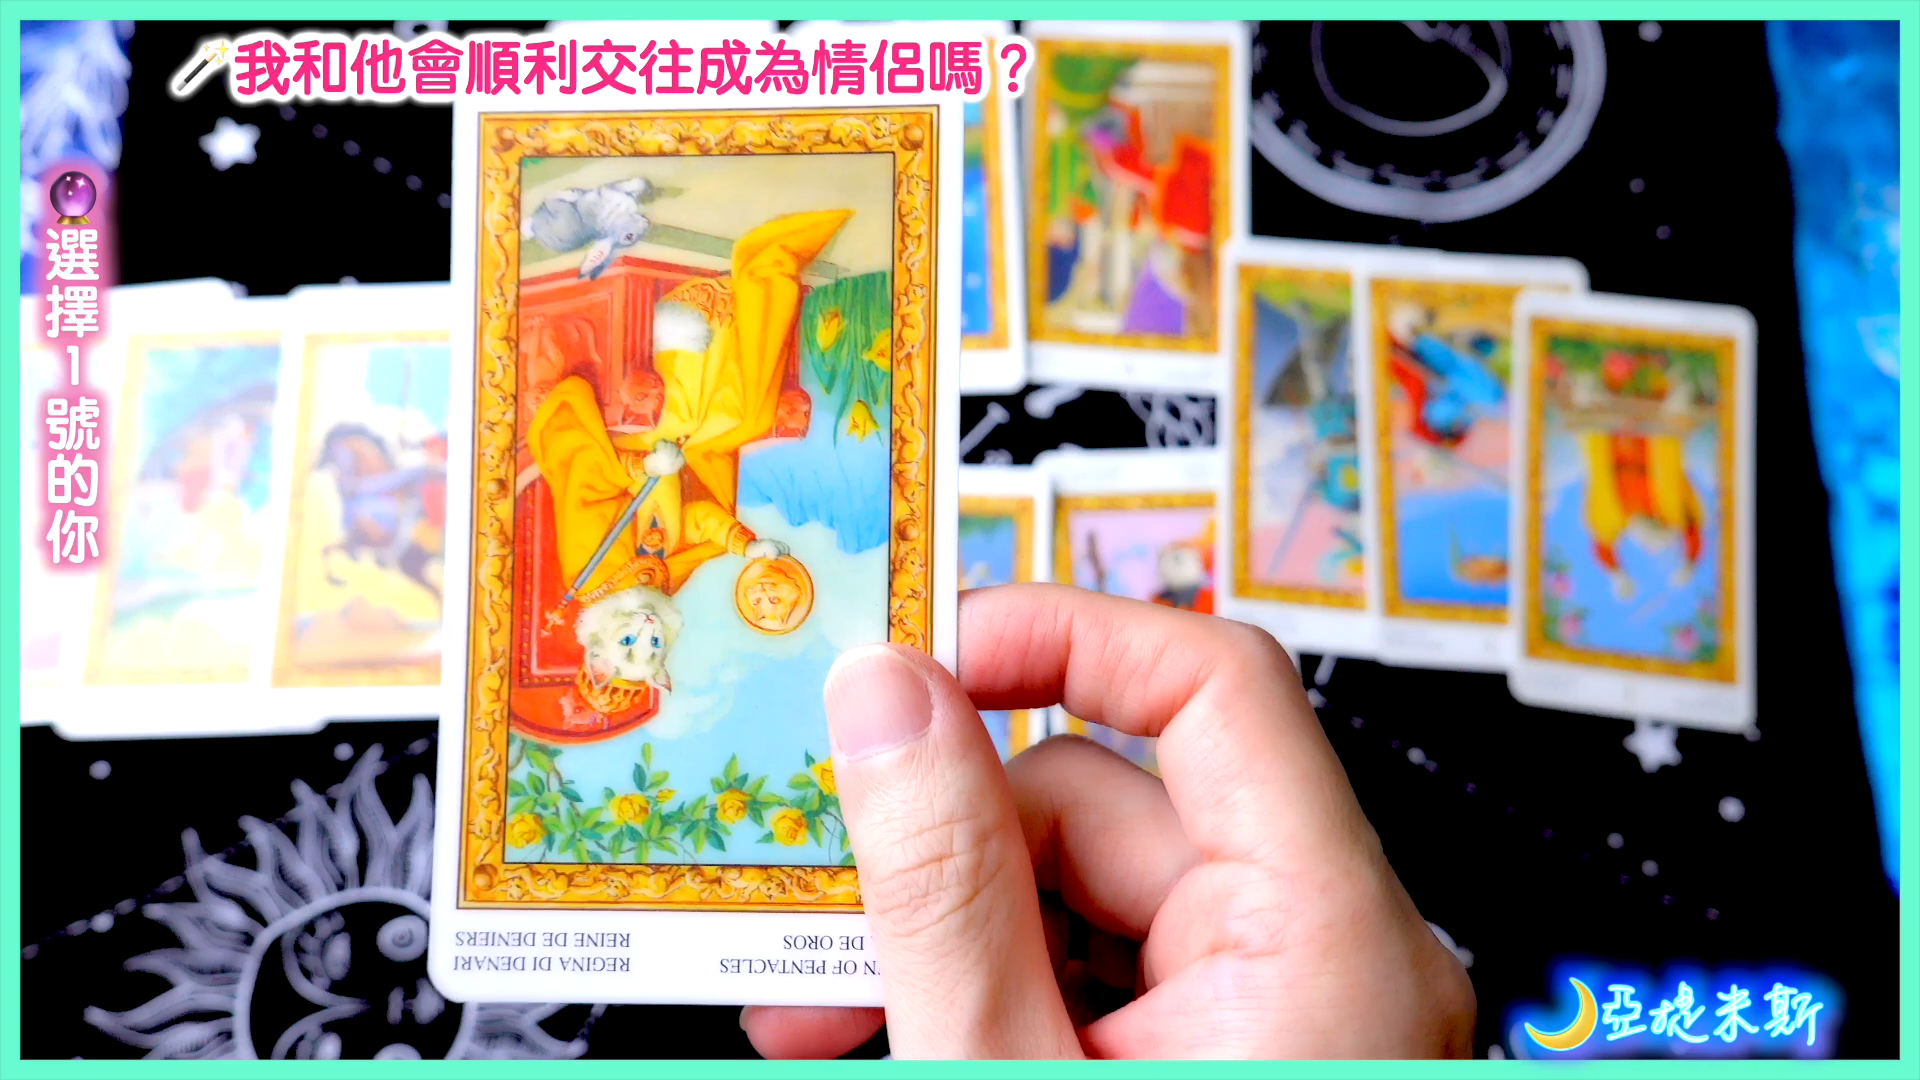 我和他會順利交往成為情侶嗎？
選擇1號的你
REINE DE DENIERS
REGINA DI DENARI
DE OROS
N OF PENTACLES
亞堤米斯